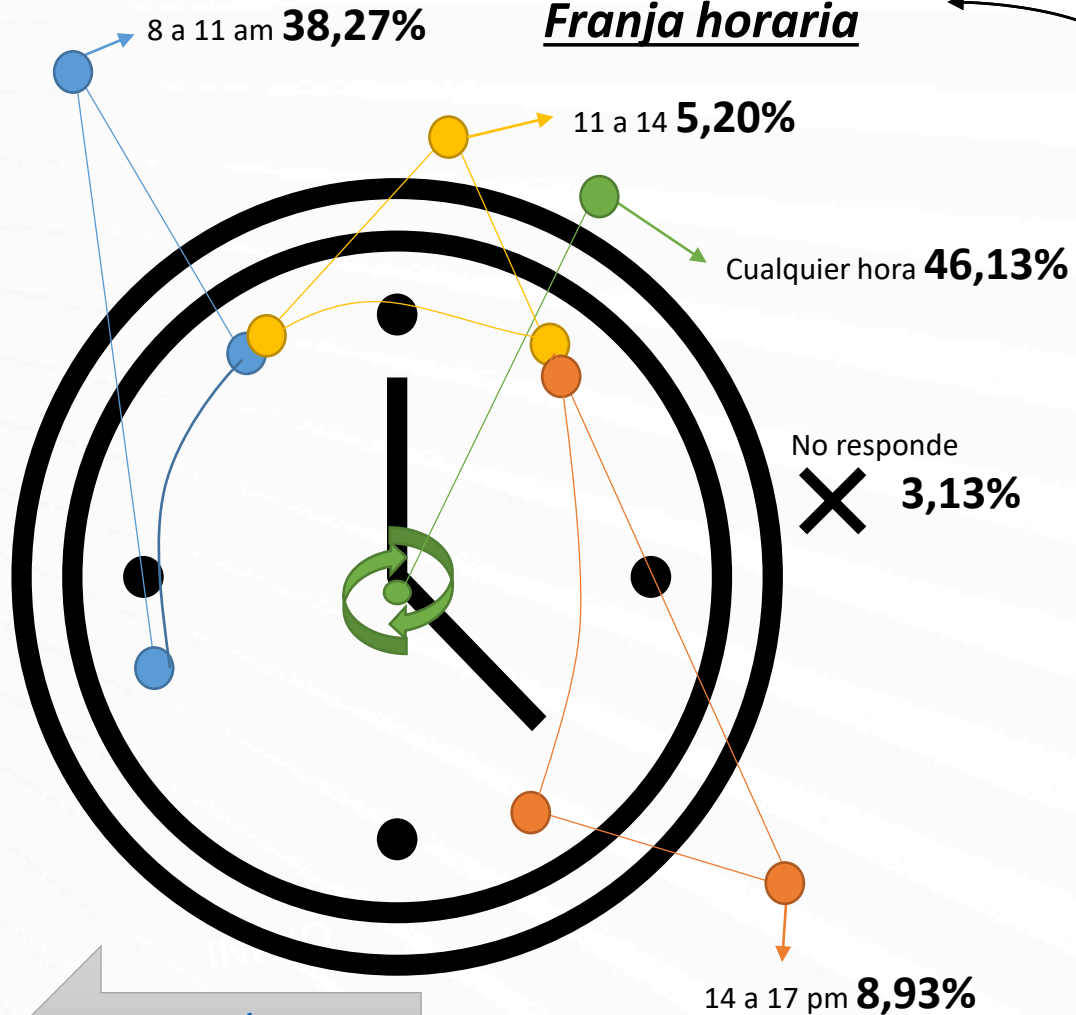 Franja horaria
8 a 11 am 38,27%
11 a 14 5,20%
Cualquier hora 46,13%
No responde
3,13%
14 a 17 pm 8,93%